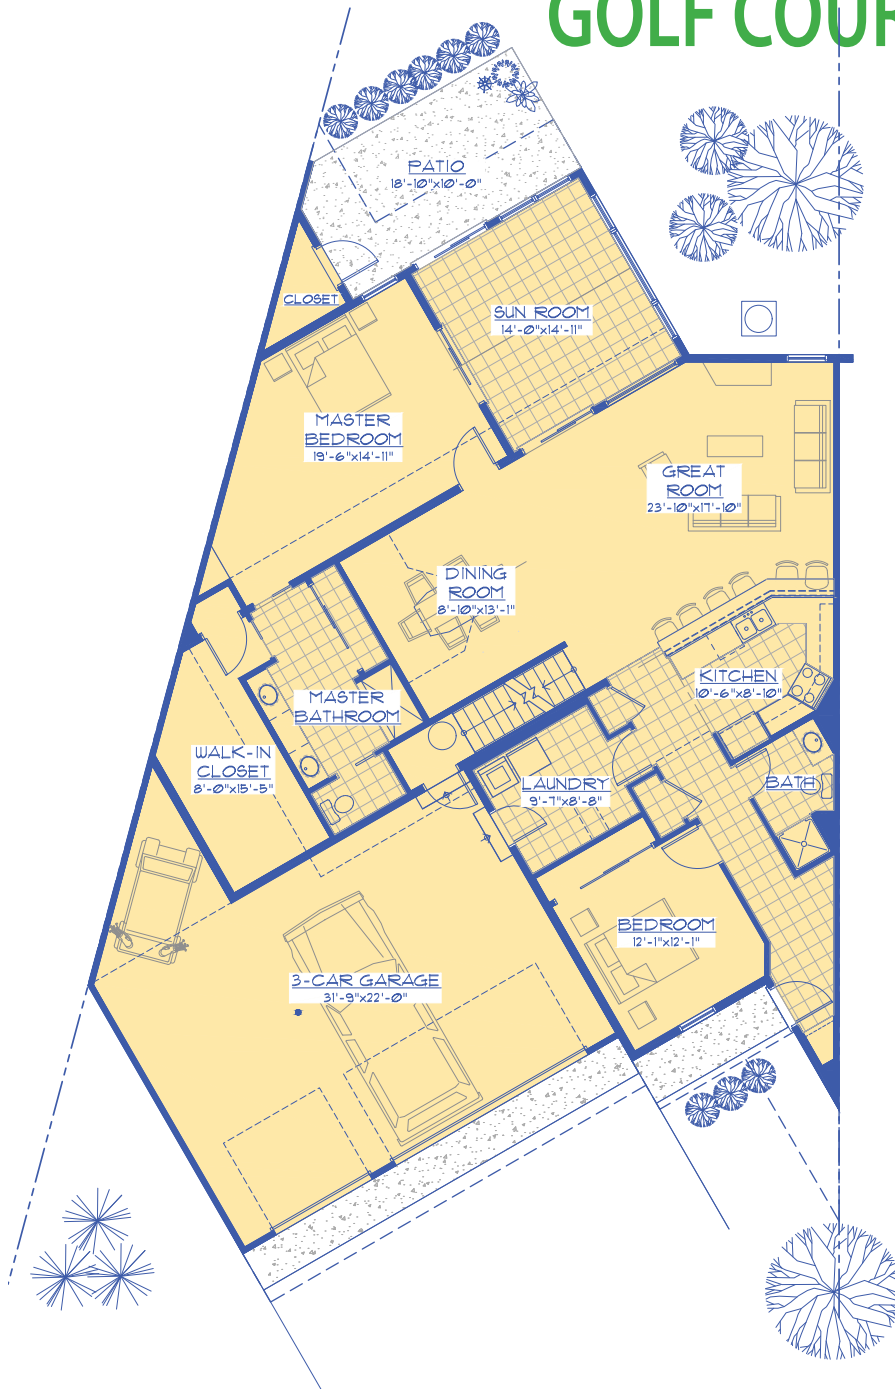 GOLF COUR
PATIO
18'-10"x10'-0"
CLOSET
SUN ROOM
14'-0"x14'-11"
MASTER
BEDROOM
19'-6"x14'-11"
GREAT
ROOM
23'-10"x17'-10"
DINING
ROOM
8'-10"x13'-1"
KITCHEN
10'-6"x8'-10"
MASTER
BATHROOM
WALK-IN
CLOSET
8'-0"x15'-5"
LAUNDRY
9'-7"x8'-8"
BATH
BEDROOM
12'-1"x12'-1"
3-CAR GARAGE
31'-9"x22'-0"